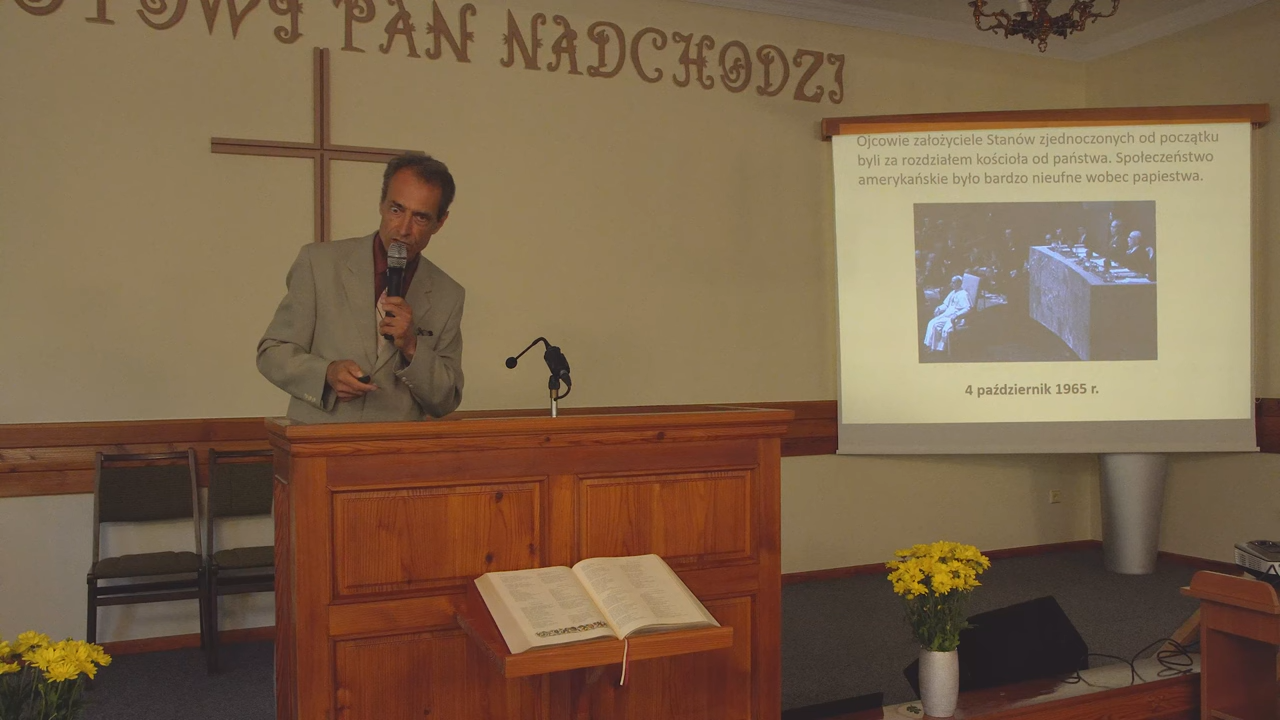 OTOWI PAN NADCHODZI
Ojcowie założyciele Stanów zjednoczonych od początku
byli za rozdziałem kościoła od państwa. Społeczeństwo
amerykańskie było bardzo nieufne wobec papiestwa.
4 październik 1965 r.